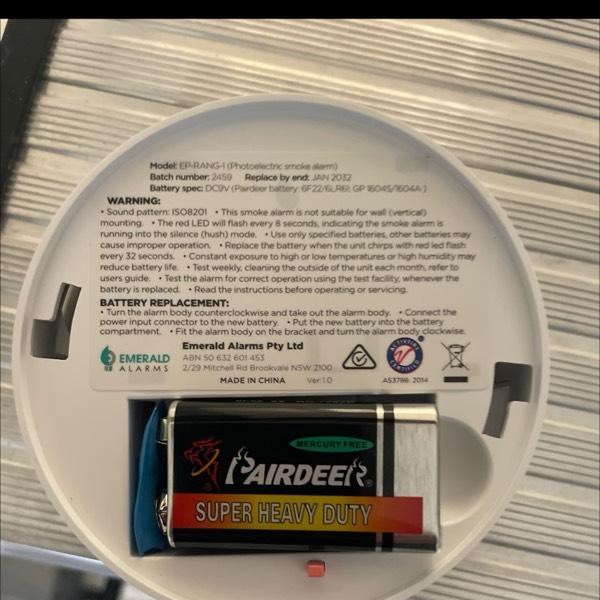 Model: EP-RANG-1 (Photoelectric smoke alarm)
Batch number: 2459 Replace by end: JAN 2032
Battery spec: DC9V (Pairdeer battery: 6F22/6LR61; GP 1604S/1604A )
WARNING:
• Sound pattern: ISO8201 • This smoke alarm is not suitable for wall (vertical)
mounting. • The red LED will flash every 8 seconds, indicating the smoke alarm is
running into the silence (hush) mode. • Use only specified batteries, other batteries may
cause improper operation. • Replace the battery when the unit chirps with red led flash
every 32 seconds. • Constant exposure to high or low temperatures or high humidity may
reduce battery life. • Test weekly, cleaning the outside of the unit each month, refer to
users guide. • Test the alarm for correct operation using the test facility, whenever the
battery is replaced. • Read the instructions before operating or servicing.
BATTERY REPLACEMENT:
• Turn the alarm body counterclockwise and take out the alarm body. • Connect the
power input connector to the new battery. • Put the new battery into the battery
compartment. • Fit the alarm body on the bracket and turn the alarm body clockwise.
EMERALD
ALARMS
Emerald Alarms Pty Ltd
ABN 50 632 601 453
2/29 Mitchell Rd Brookvale NSW 2100
MADE IN CHINA Ver:1.0
ACTIVFIRE
CERTIFIED
AS3786: 2014
MERCURY FREE
PAIRDEER®
SUPER HEAVY DUTY